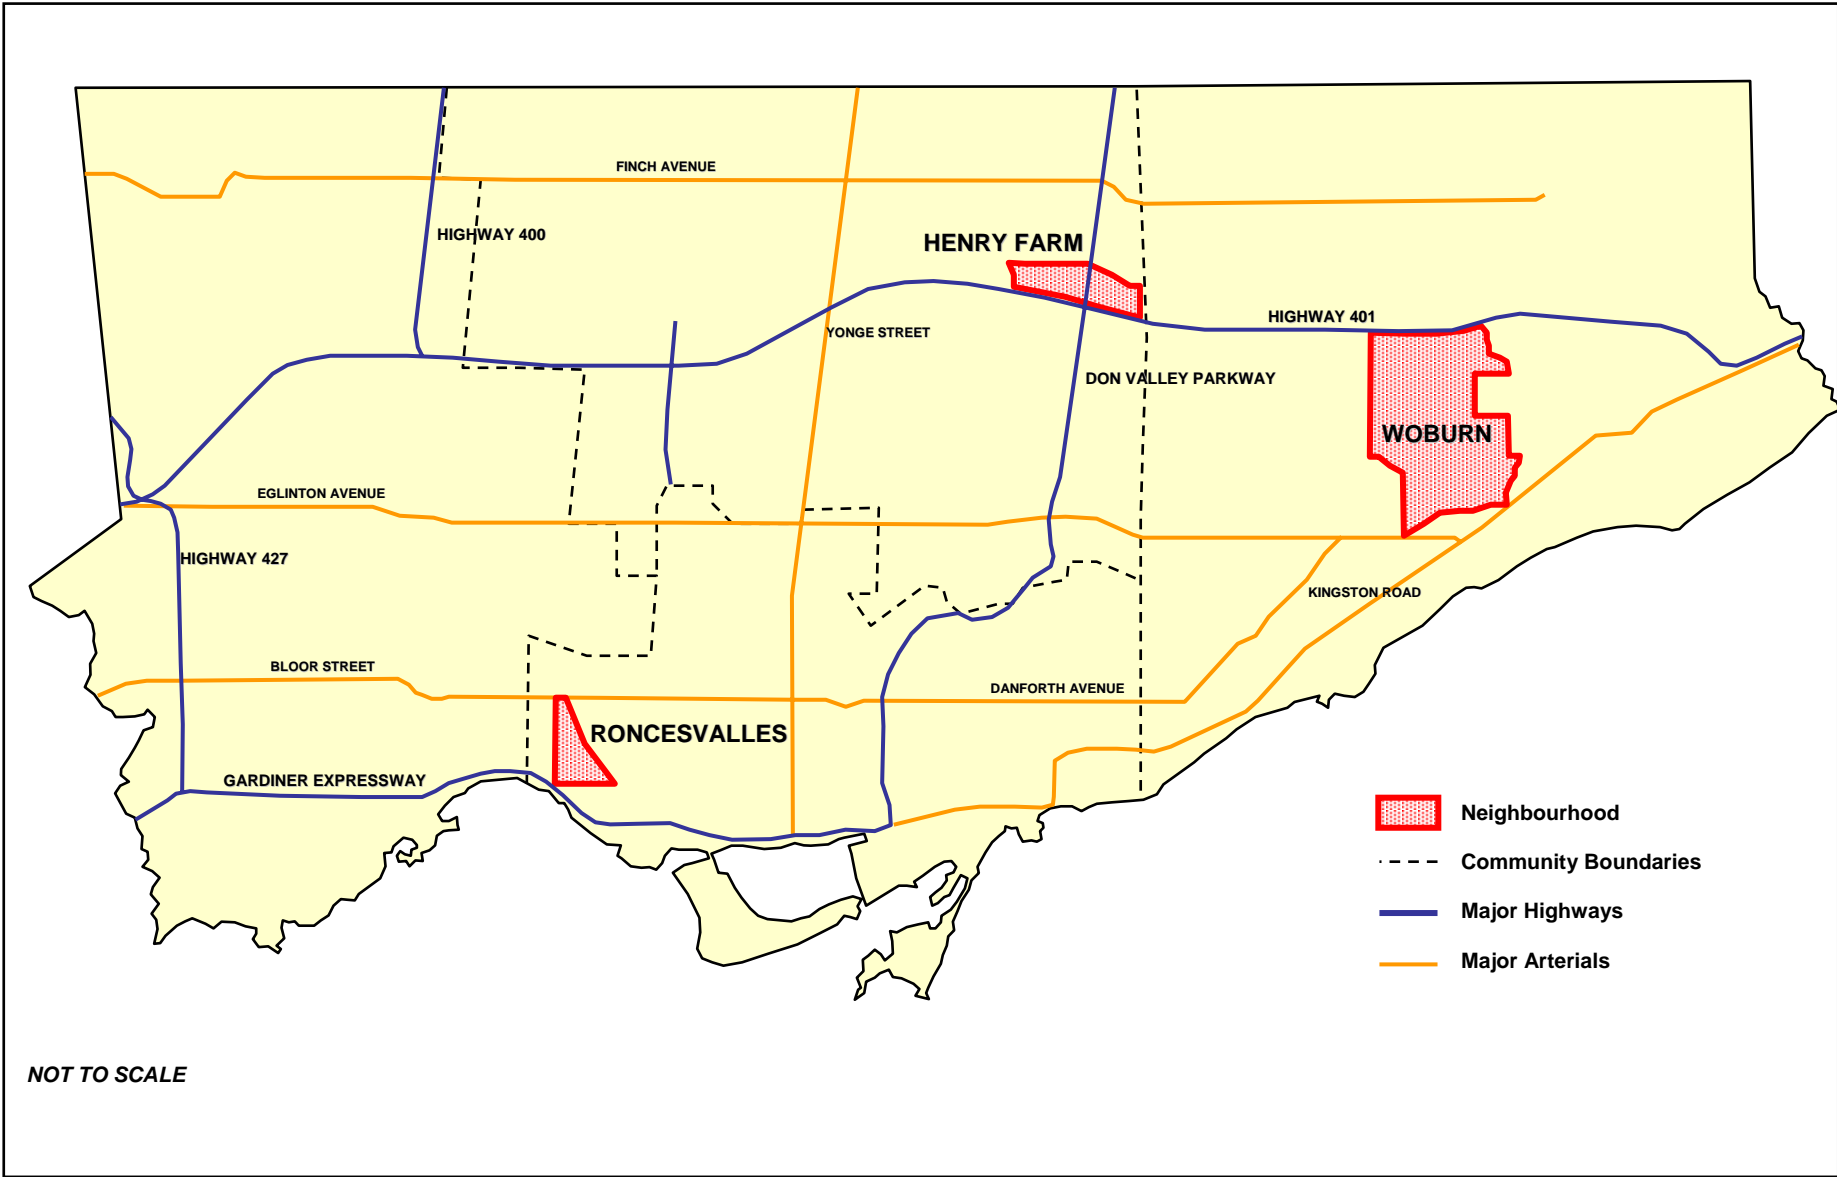 FINCH AVENUE
HIGHWAY 400
HENRY FARM
HIGHWAY 401
YONGE STREET
DON VALLEY PARKWAY
WOBURN
EGLINTON AVENUE
HIGHWAY 427
KINGSTON ROAD
BLOOR STREET
DANFORTH AVENUE
RONCESVALLES
GARDINER EXPRESSWAY
Neighbourhood
Community Boundaries
Major Highways
Major Arterials
NOT TO SCALE